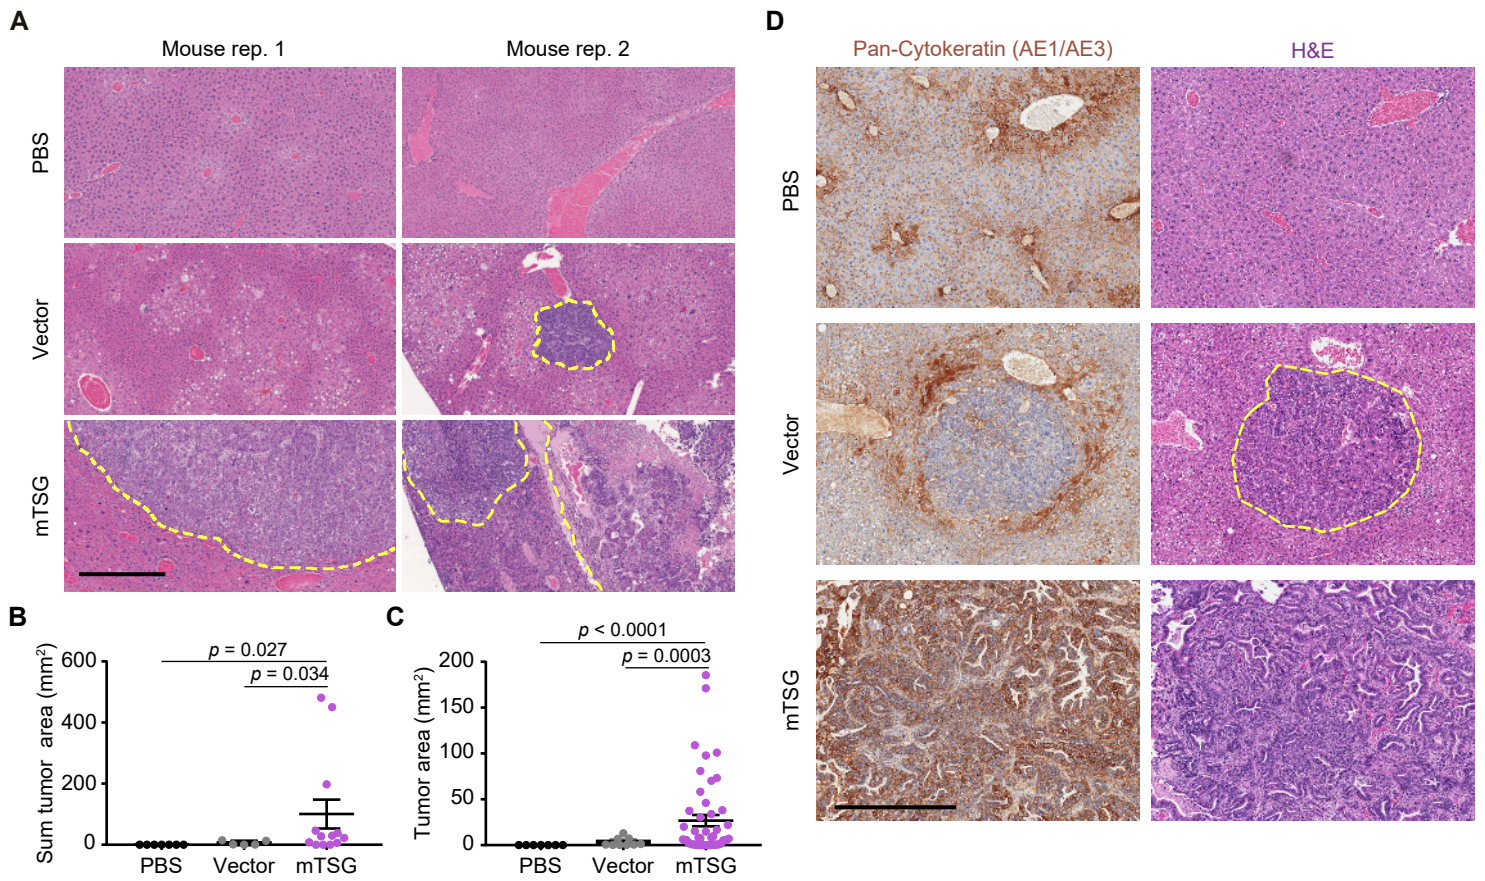 A
Mouse rep. 1
Mouse rep. 2
PBS
Vector
mTSG
B
Sum tumor area (mm²)
600
400
200
0
p = 0.027
p = 0.034
PBS
Vector
mTSG
C
Tumor area (mm²)
200
150
100
50
0
p < 0.0001
p = 0.0003
PBS
Vector
mTSG
D
Pan-Cytokeratin (AE1/AE3)
H&E
PBS
Vector
mTSG